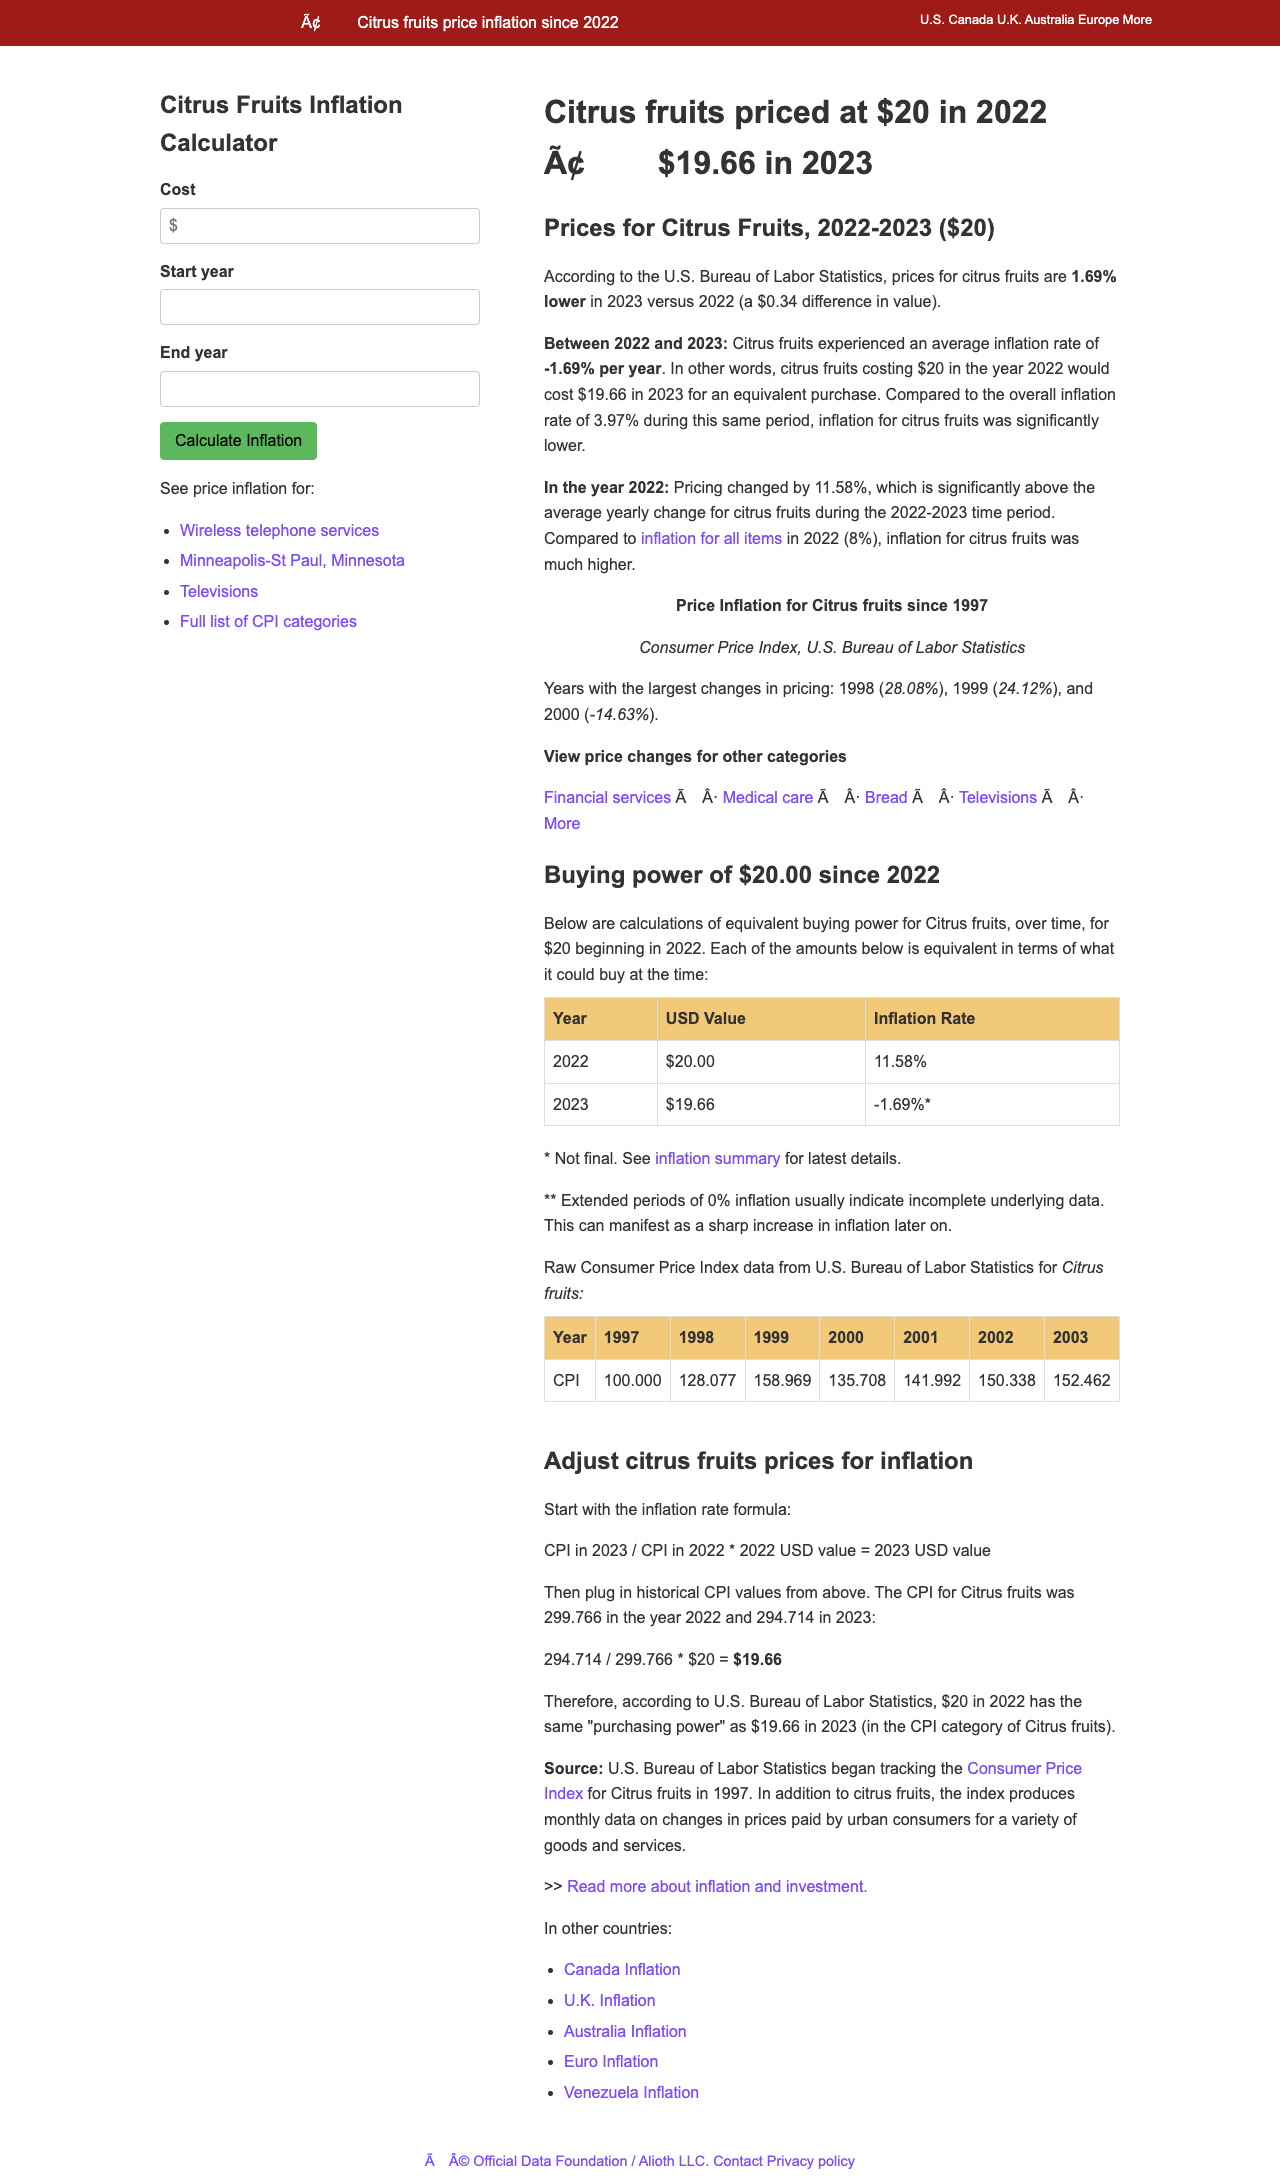 Ã¢ Citrus fruits price inflation since 2022
U.S. Canada U.K. Australia Europe More
Citrus Fruits Inflation
Calculator
Cost
$
Start year
End year
Calculate Inflation
See price inflation for:
• Wireless telephone services
• Minneapolis-St Paul, Minnesota
• Televisions
• Full list of CPI categories
Citrus fruits priced at $20 in 2022
Ã¢ $19.66 in 2023
Prices for Citrus Fruits, 2022-2023 ($20)
According to the U.S. Bureau of Labor Statistics, prices for citrus fruits are 1.69%
lower in 2023 versus 2022 (a $0.34 difference in value).
Between 2022 and 2023: Citrus fruits experienced an average inflation rate of
-1.69% per year. In other words, citrus fruits costing $20 in the year 2022 would
cost $19.66 in 2023 for an equivalent purchase. Compared to the overall inflation
rate of 3.97% during this same period, inflation for citrus fruits was significantly
lower.
In the year 2022: Pricing changed by 11.58%, which is significantly above the
average yearly change for citrus fruits during the 2022-2023 time period.
Compared to inflation for all items in 2022 (8%), inflation for citrus fruits was
much higher.
Price Inflation for Citrus fruits since 1997
Consumer Price Index, U.S. Bureau of Labor Statistics
Years with the largest changes in pricing: 1998 (28.08%), 1999 (24.12%), and
2000 (-14.63%).
View price changes for other categories
Financial services Ã Â· Medical care Ã Â· Bread Ã Â· Televisions Ã Â·
More
Buying power of $20.00 since 2022
Below are calculations of equivalent buying power for Citrus fruits, over time, for
$20 beginning in 2022. Each of the amounts below is equivalent in terms of what
it could buy at the time:
Year USD Value Inflation Rate
2022 $20.00 11.58%
2023 $19.66 -1.69%*
* Not final. See inflation summary for latest details.
** Extended periods of 0% inflation usually indicate incomplete underlying data.
This can manifest as a sharp increase in inflation later on.
Raw Consumer Price Index data from U.S. Bureau of Labor Statistics for Citrus
fruits:
Year 1997 1998 1999 2000 2001 2002 2003
CPI 100.000 128.077 158.969 135.708 141.992 150.338 152.462
Adjust citrus fruits prices for inflation
Start with the inflation rate formula:
CPI in 2023 / CPI in 2022 * 2022 USD value = 2023 USD value
Then plug in historical CPI values from above. The CPI for Citrus fruits was
299.766 in the year 2022 and 294.714 in 2023:
294.714 / 299.766 * $20 = $19.66
Therefore, according to U.S. Bureau of Labor Statistics, $20 in 2022 has the
same "purchasing power" as $19.66 in 2023 (in the CPI category of Citrus fruits).
Source: U.S. Bureau of Labor Statistics began tracking the Consumer Price
Index for Citrus fruits in 1997. In addition to citrus fruits, the index produces
monthly data on changes in prices paid by urban consumers for a variety of
goods and services.
>> Read more about inflation and investment.
In other countries:
• Canada Inflation
• U.K. Inflation
• Australia Inflation
• Euro Inflation
• Venezuela Inflation
Ã Â© Official Data Foundation / Alioth LLC. Contact Privacy policy